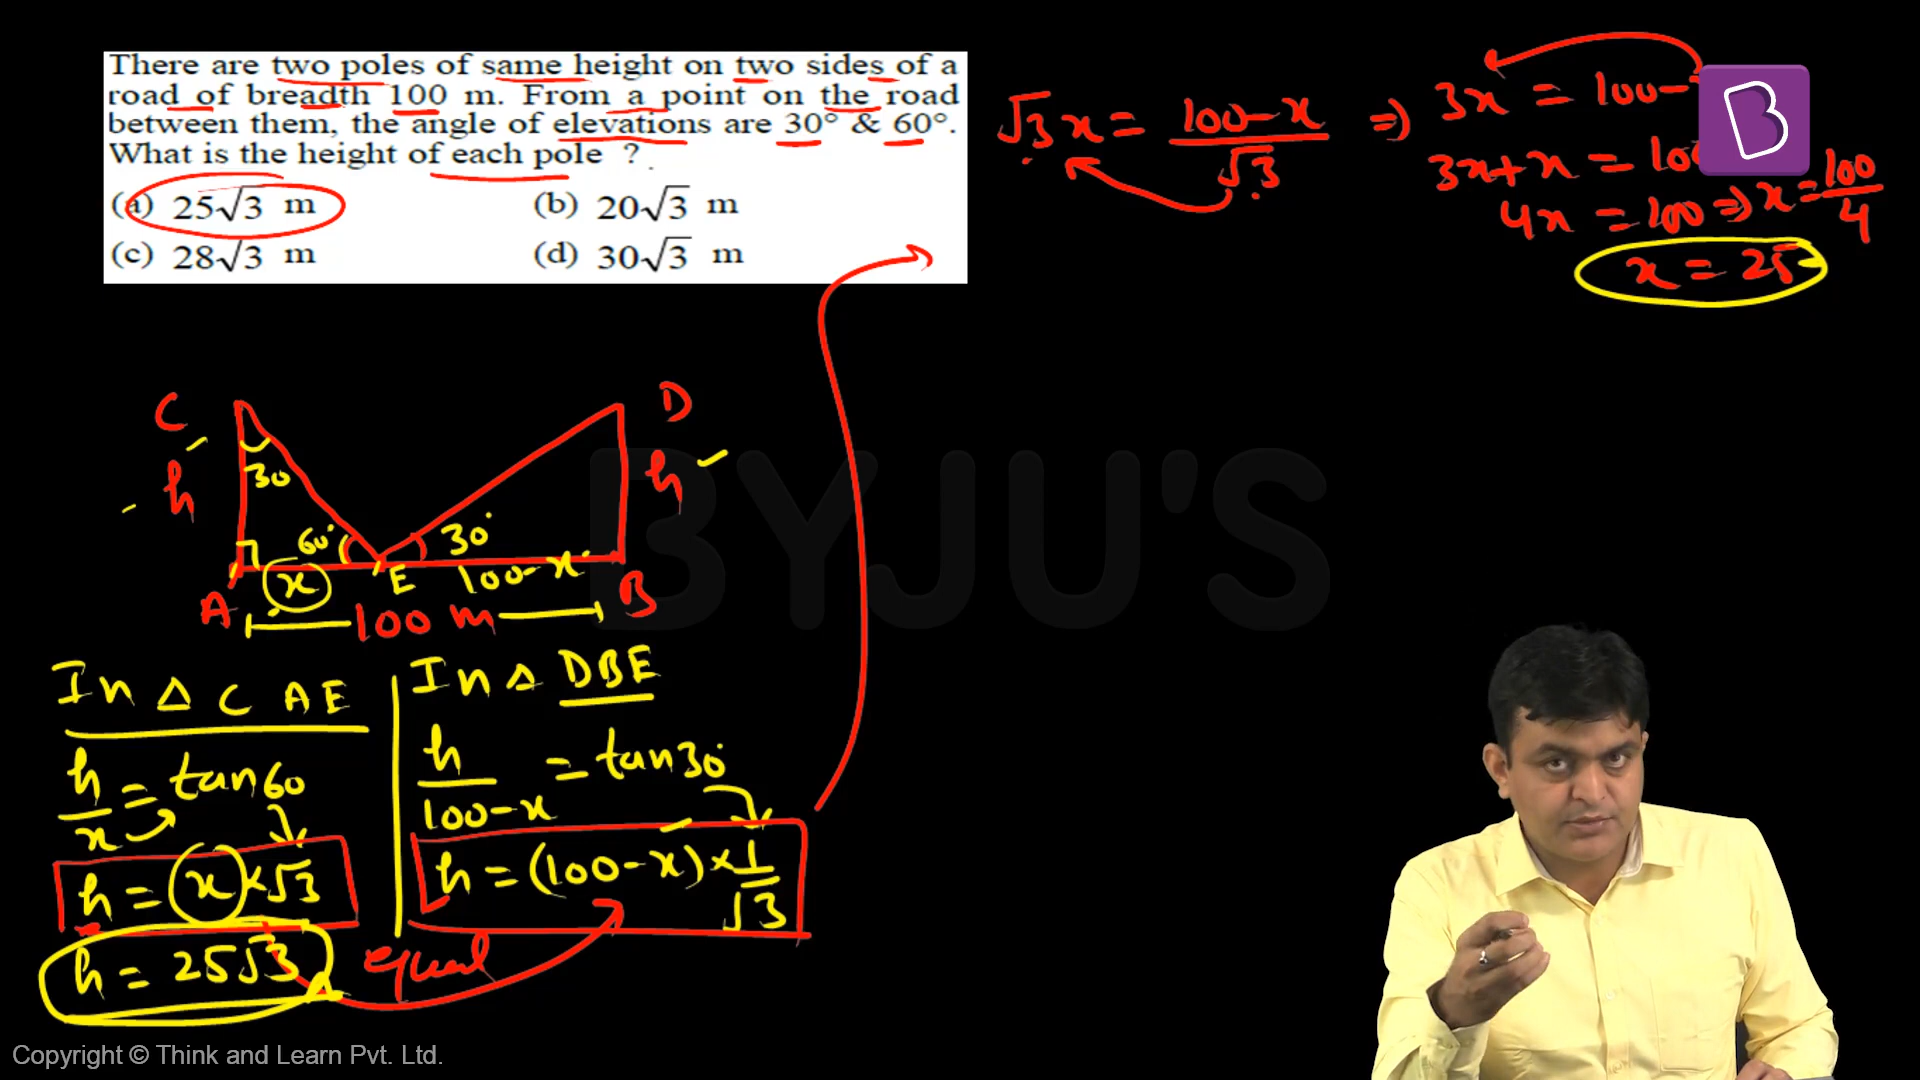 There are two poles of same height on two sides of a
road of breadth 100 m. From a point on the road
between them, the angle of elevations are 30° & 60°.
What is the height of each pole ?
(a) 25√3 m (b) 20√3 m
(c) 28√3 m (d) 30√3 m
√3 x = (100-x)/√3 ⇒ 3x = 100-
3x+x = 100
4x = 100 ⇒ x = 100/4
x = 25
C D
h h
30
60° 30°
x E 100-x
A B
100 m
In △ CAE
h/x = tan60
h = x × √3
h = 25√3
In △ DBE
h/(100-x) = tan30°
h = (100-x) × 1/√3
equal
B
BYJU'S
Copyright © Think and Learn Pvt. Ltd.